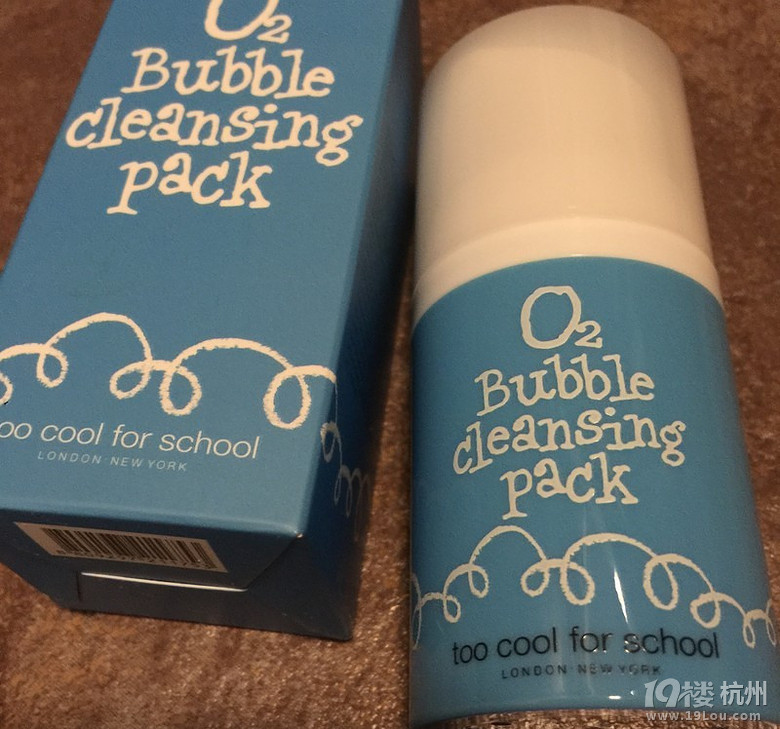 O2
Bubble
cleansing
pack
too cool for school
LONDON NEW YORK
O2
Bubble
cleansing
pack
too cool for school
LONDON·NEW YORK
19楼 杭州
www.19Lou.com